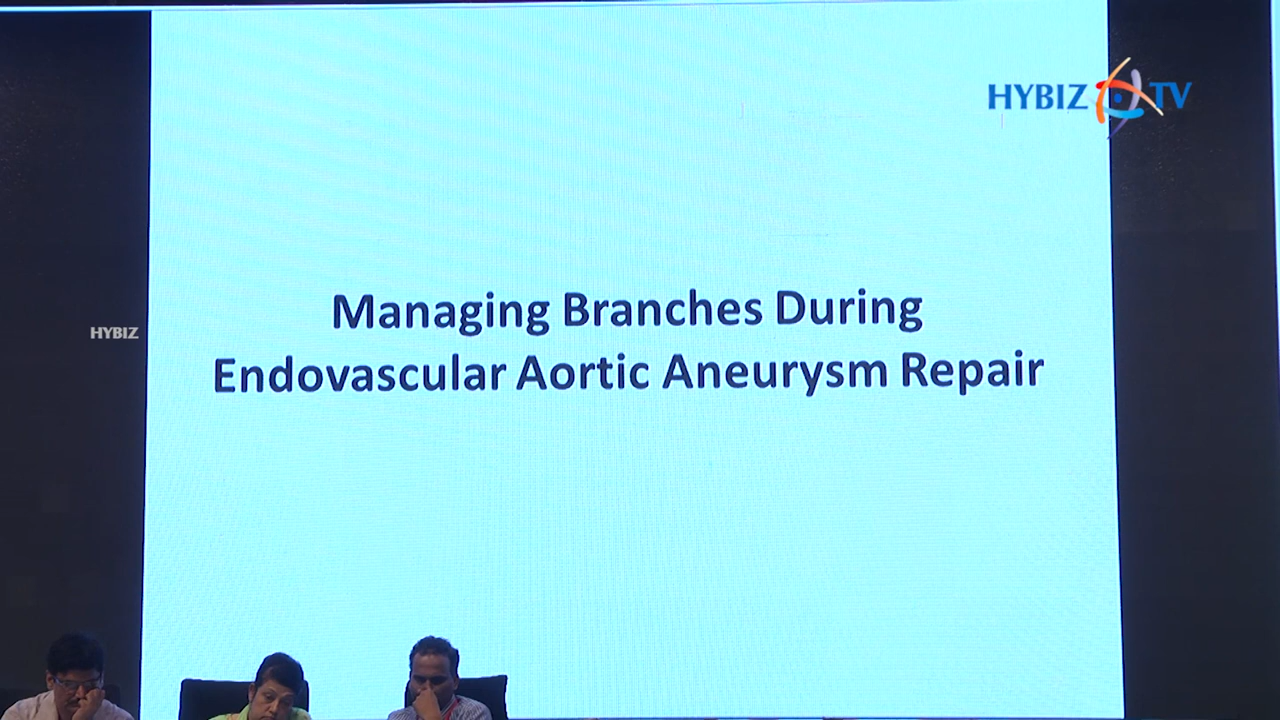 HYBIZ TV
Managing Branches During
HYBIZ
Endovascular Aortic Aneurysm Repair